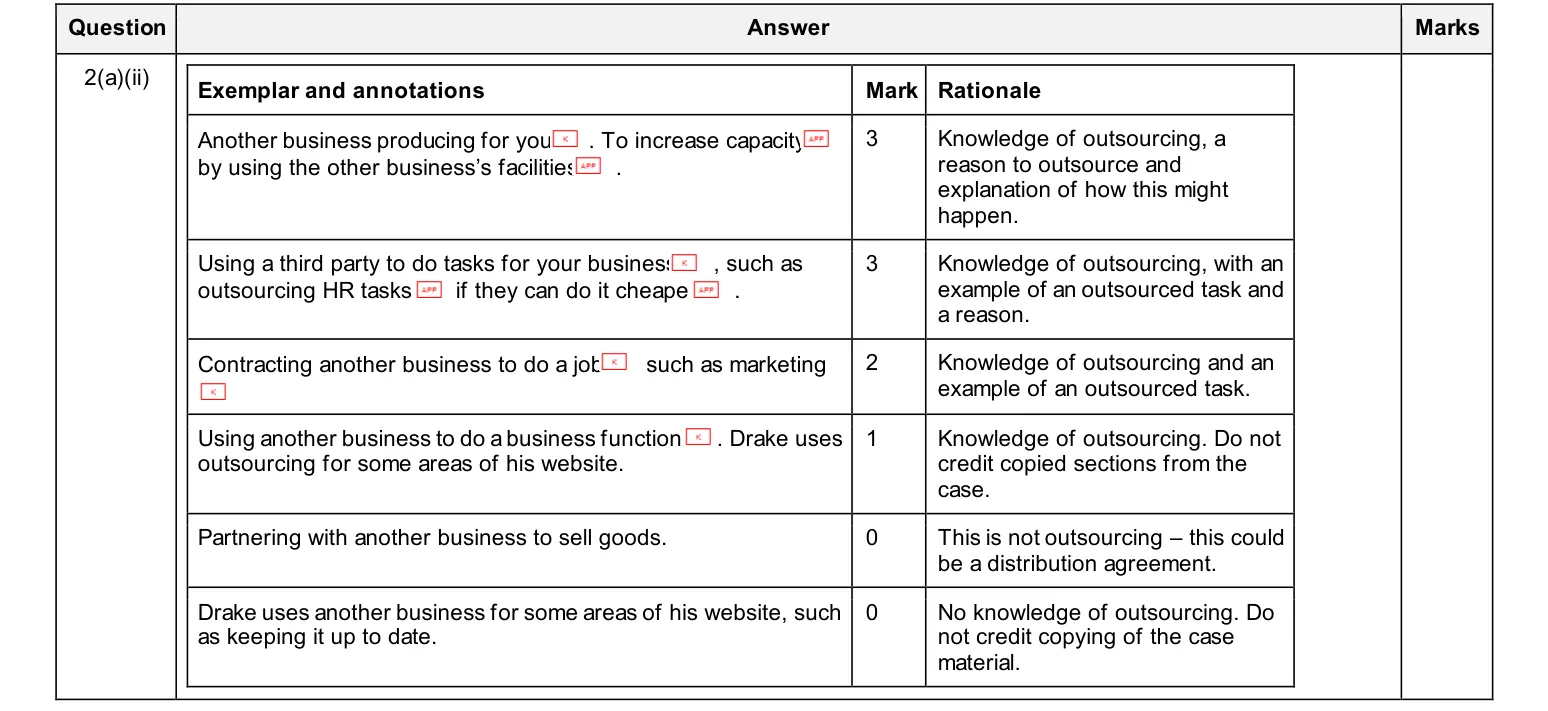 Question Answer Marks
2(a)(ii)
Exemplar and annotations Mark Rationale
Another business producing for you K . To increase capacity APP
by using the other business's facilities APP .
3
Knowledge of outsourcing, a
reason to outsource and
explanation of how this might
happen.
Using a third party to do tasks for your business K , such as
outsourcing HR tasks APP if they can do it cheape APP .
3
Knowledge of outsourcing, with an
example of an outsourced task and
a reason.
Contracting another business to do a job K such as marketing
K
2
Knowledge of outsourcing and an
example of an outsourced task.
Using another business to do a business function K . Drake uses
outsourcing for some areas of his website.
1
Knowledge of outsourcing. Do not
credit copied sections from the
case.
Partnering with another business to sell goods.
0
This is not outsourcing – this could
be a distribution agreement.
Drake uses another business for some areas of his website, such
as keeping it up to date.
0
No knowledge of outsourcing. Do
not credit copying of the case
material.